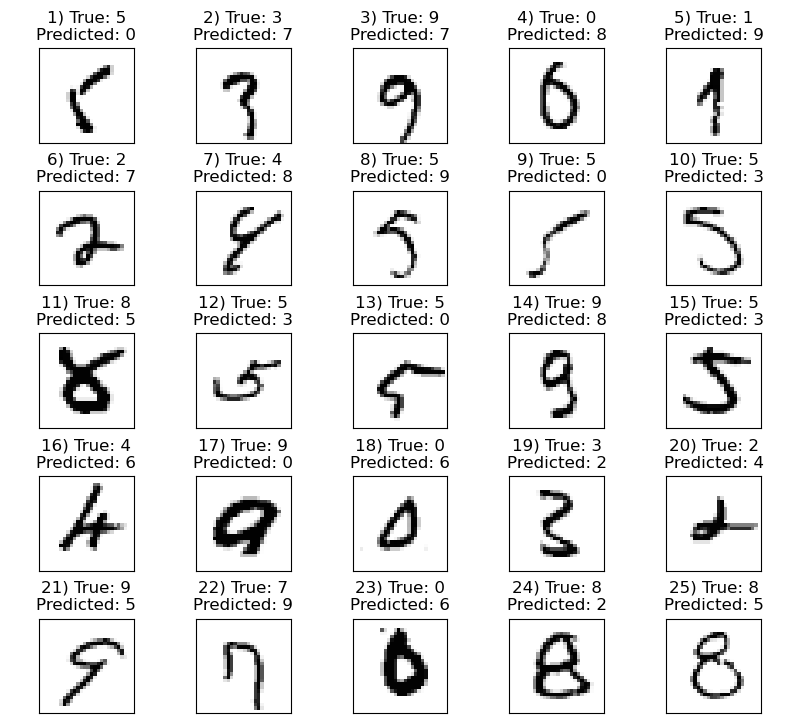 1) True: 5
Predicted: 0
2) True: 3
Predicted: 7
3) True: 9
Predicted: 7
4) True: 0
Predicted: 8
5) True: 1
Predicted: 9
6) True: 2
Predicted: 7
7) True: 4
Predicted: 8
8) True: 5
Predicted: 9
9) True: 5
Predicted: 0
10) True: 5
Predicted: 3
11) True: 8
Predicted: 5
12) True: 5
Predicted: 3
13) True: 5
Predicted: 0
14) True: 9
Predicted: 8
15) True: 5
Predicted: 3
16) True: 4
Predicted: 6
17) True: 9
Predicted: 0
18) True: 0
Predicted: 6
19) True: 3
Predicted: 2
20) True: 2
Predicted: 4
21) True: 9
Predicted: 5
22) True: 7
Predicted: 9
23) True: 0
Predicted: 6
24) True: 8
Predicted: 2
25) True: 8
Predicted: 5